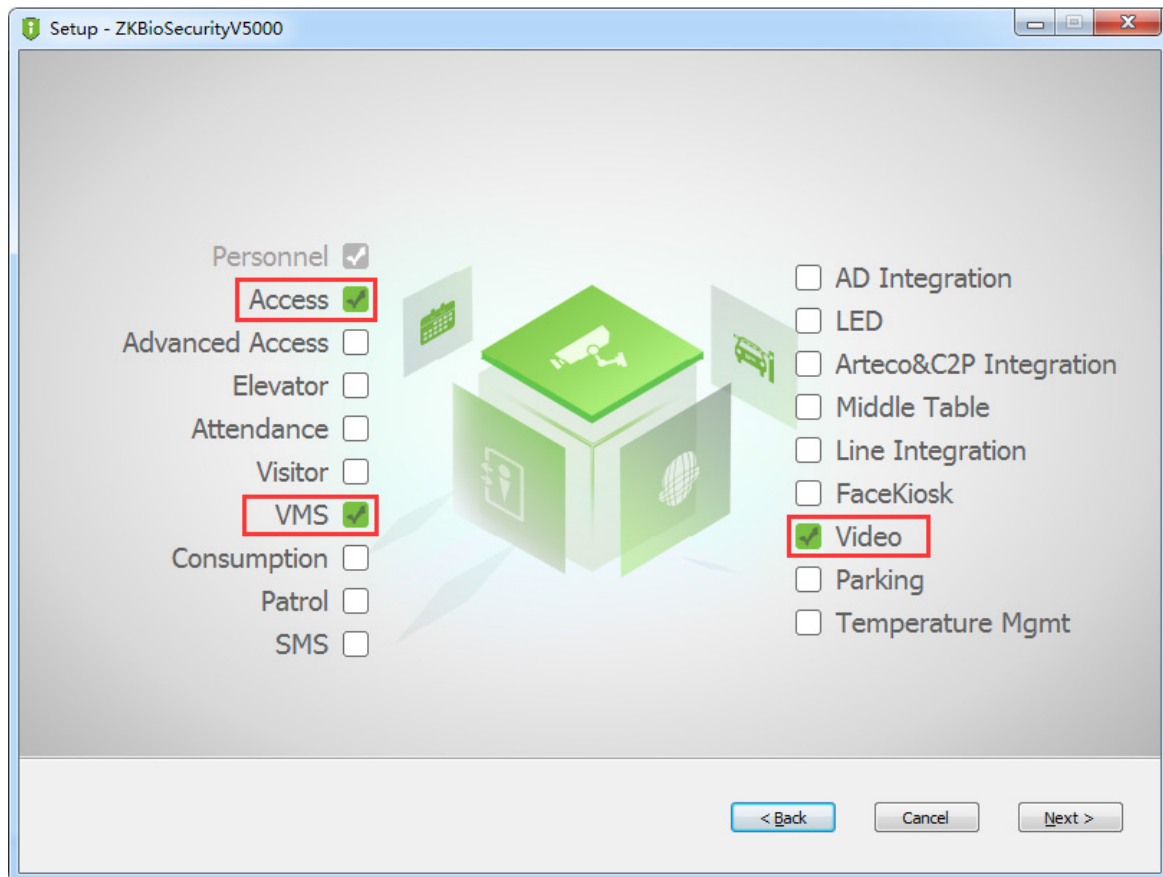 Setup - ZKBioSecurityV5000
Personnel
Access
Advanced Access
Elevator
Attendance
Visitor
VMS
Consumption
Patrol
SMS
AD Integration
LED
Arteco&C2P Integration
Middle Table
Line Integration
FaceKiosk
Video
Parking
Temperature Mgmt
< Back
Cancel
Next >